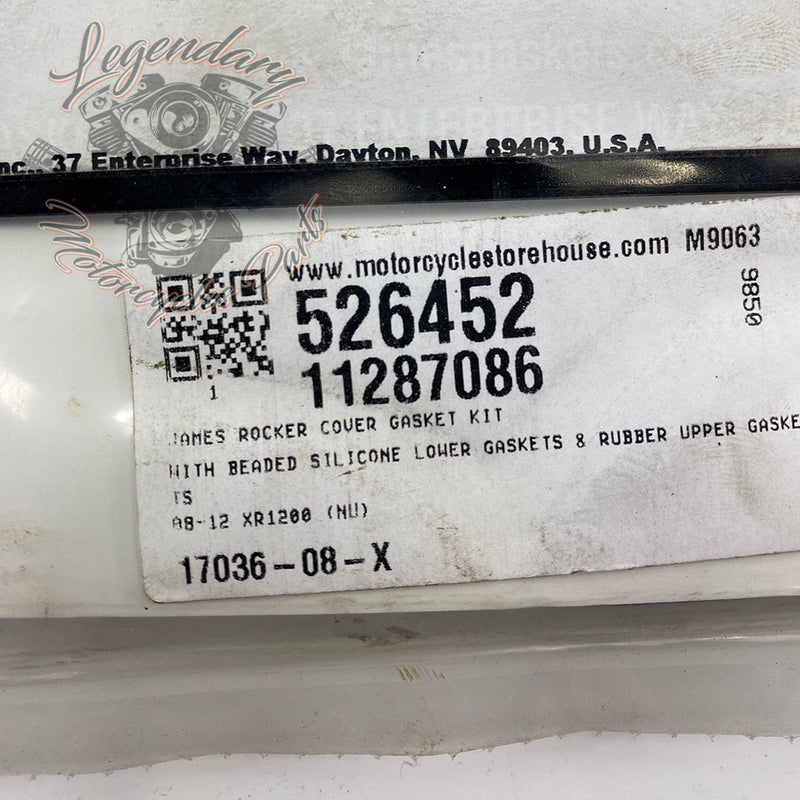 Legendary
Motorcycle Parts
nc., 37 Enterprise Way, Dayton, NV 89403, U.S.A.
www.motorcyclestorehouse.com M9063
9850
526452
11287086
1
JAMES ROCKER COVER GASKET KIT
WITH BEADED SILICONE LOWER GASKETS & RUBBER UPPER GASKE
TS
08-12 XR1200 (NU)
17036-08-X